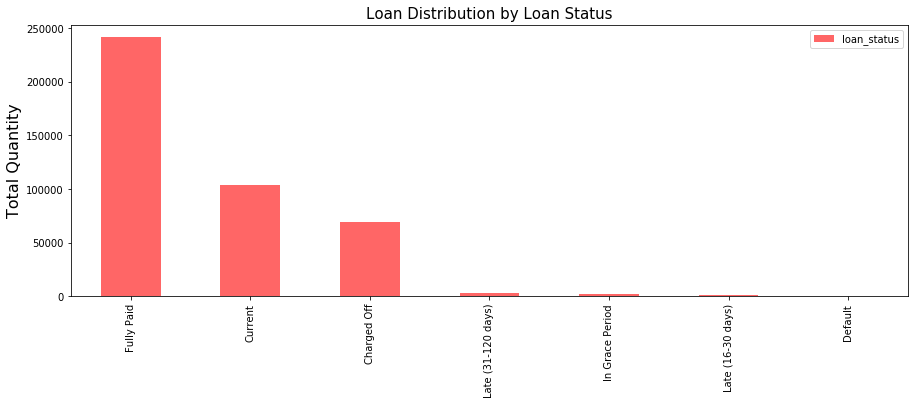 Loan Distribution by Loan Status
loan_status
Total Quantity
250000
200000
150000
100000
50000
0
Fully Paid
Current
Charged Off
Late (31-120 days)
In Grace Period
Late (16-30 days)
Default